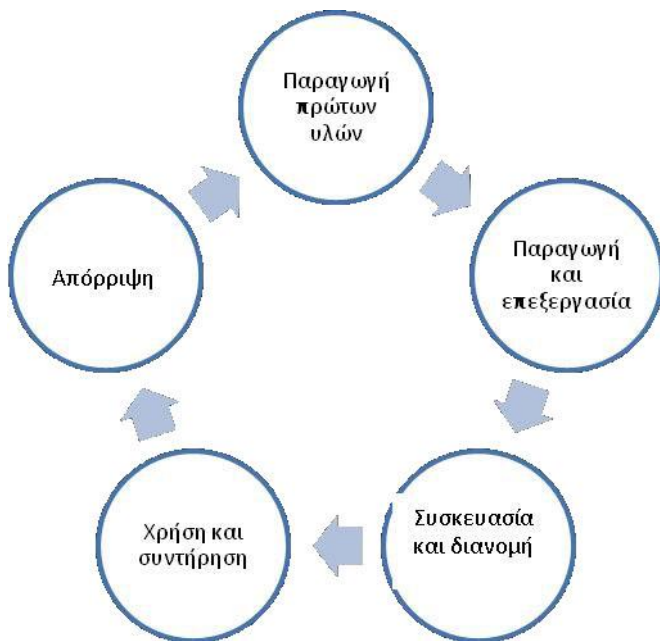 Παραγωγή
πρώτων
υλών
Παραγωγή
και
επεξεργασία
Συσκευασία
και διανομή
Χρήση και
συντήρηση
Απόρριψη